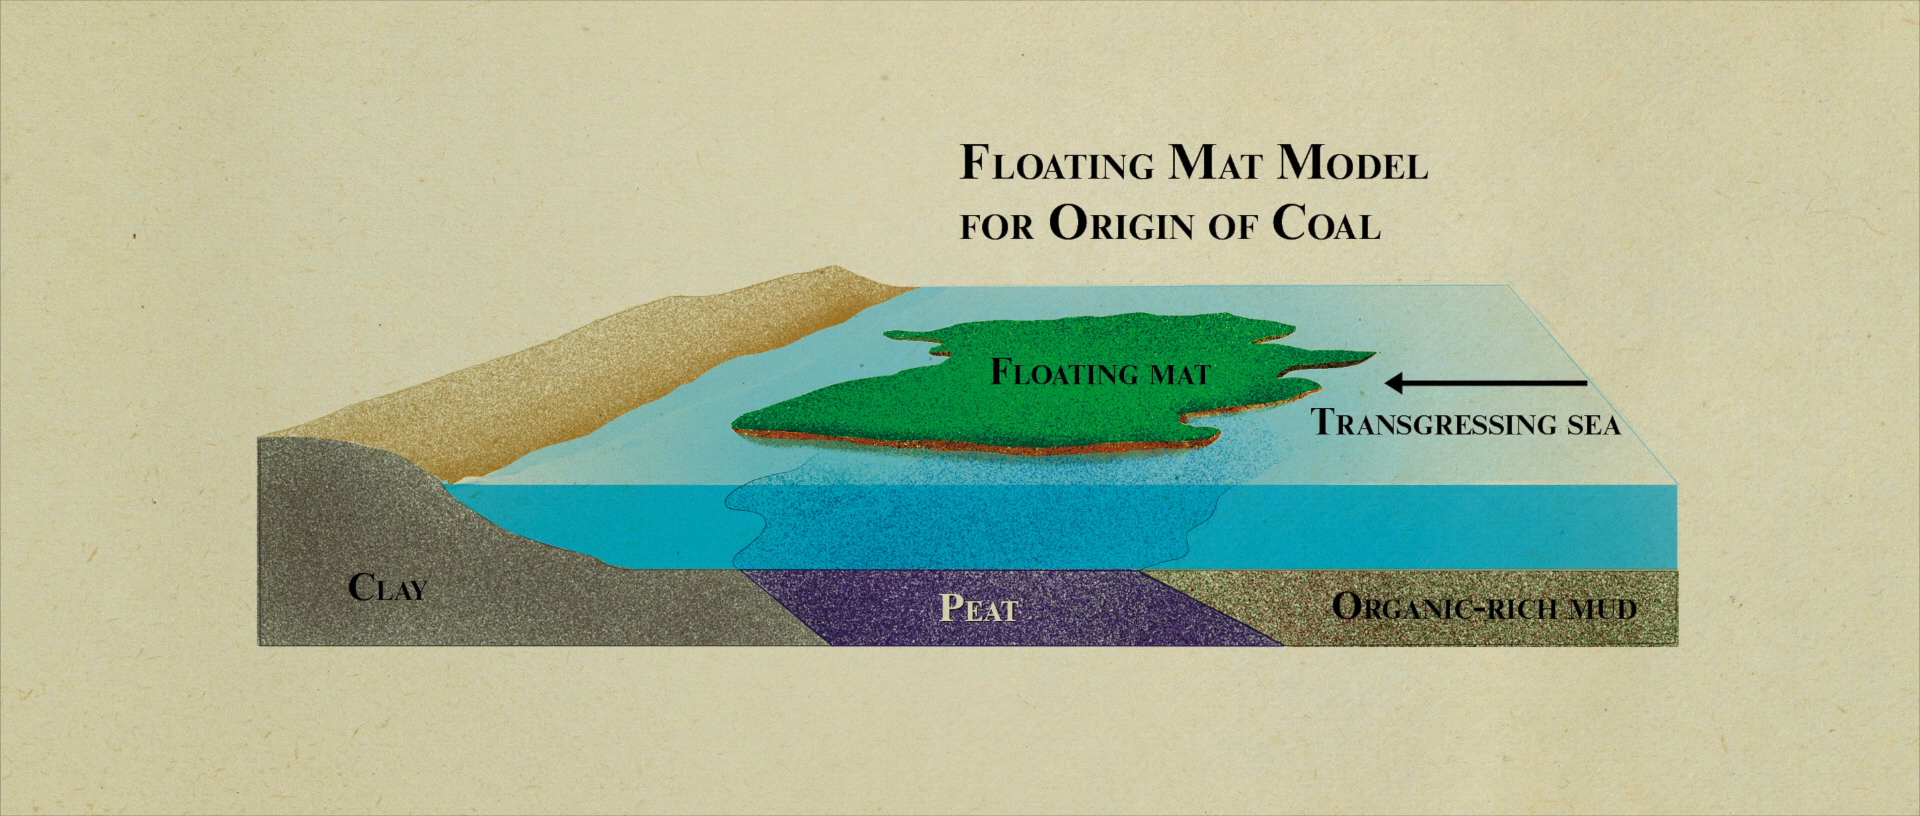 Floating Mat Model
for Origin of Coal
Floating mat
Transgressing sea
Clay
Peat
Organic-rich mud